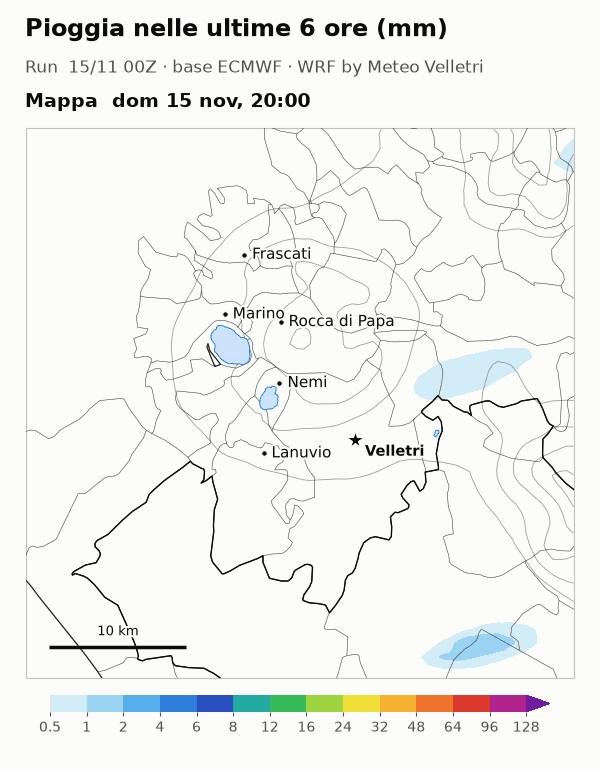 Pioggia nelle ultime 6 ore (mm)
Run  15/11 00Z · base ECMWF · WRF by Meteo Velletri
Mappa  dom 15 nov, 20:00
Frascati
Marino
Rocca di Papa
Nemi
Velletri
Lanuvio
10 km
0.5 1 2 4 6 8 12 16 24 32 48 64 96 128